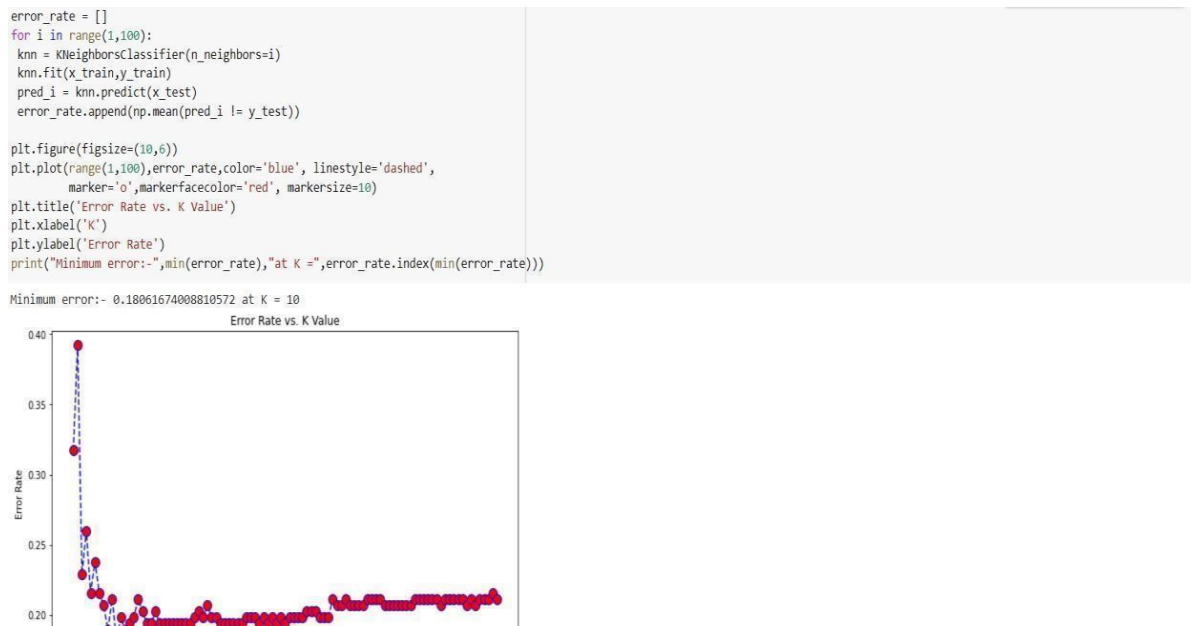 error_rate = []
for i in range(1,100):
 knn = KNeighborsClassifier(n_neighbors=i)
 knn.fit(x_train,y_train)
 pred_i = knn.predict(x_test)
 error_rate.append(np.mean(pred_i != y_test))
plt.figure(figsize=(10,6))
plt.plot(range(1,100),error_rate,color='blue', linestyle='dashed',
         marker='o',markerfacecolor='red', markersize=10)
plt.title('Error Rate vs. K Value')
plt.xlabel('K')
plt.ylabel('Error Rate')
print("Minimum error:-",min(error_rate),"at K =",error_rate.index(min(error_rate)))
Minimum error:- 0.18061674008810572 at K = 10
Error Rate vs. K Value
0.40
0.35
0.30
0.25
0.20
Error Rate